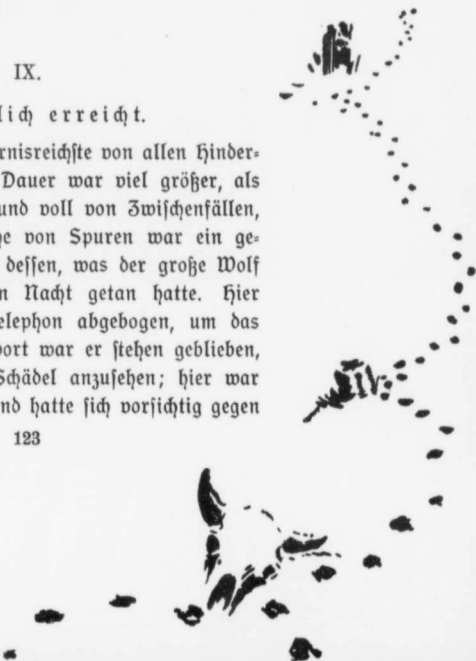 IX.
lich erreicht.
rnisreichste von allen Hinder=
Dauer war viel größer, als
und voll von Zwischenfällen,
e von Spuren war ein ge=
dessen, was der große Wolf
n Nacht getan hatte. Hier
elephon abgebogen, um das
ort war er stehen geblieben,
Schädel anzusehen; hier war
nd hatte sich vorsichtig gegen
123